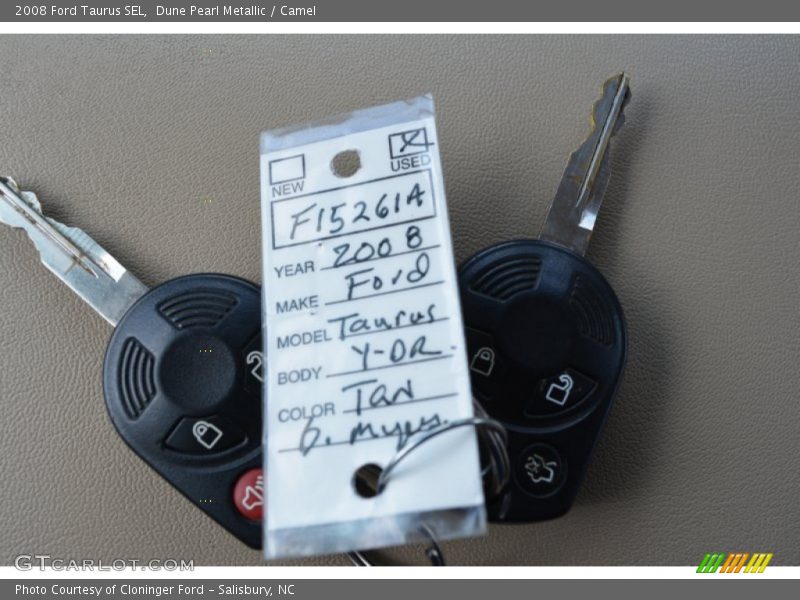 2008 Ford Taurus SEL, Dune Pearl Metallic / Camel
NEW
USED
F15261A
YEAR 2008
MAKE Ford
MODEL Taurus
BODY 4-DR.
COLOR TAN
D. Myers.
GTCARLOT.COM
Photo Courtesy of Cloninger Ford - Salisbury, NC